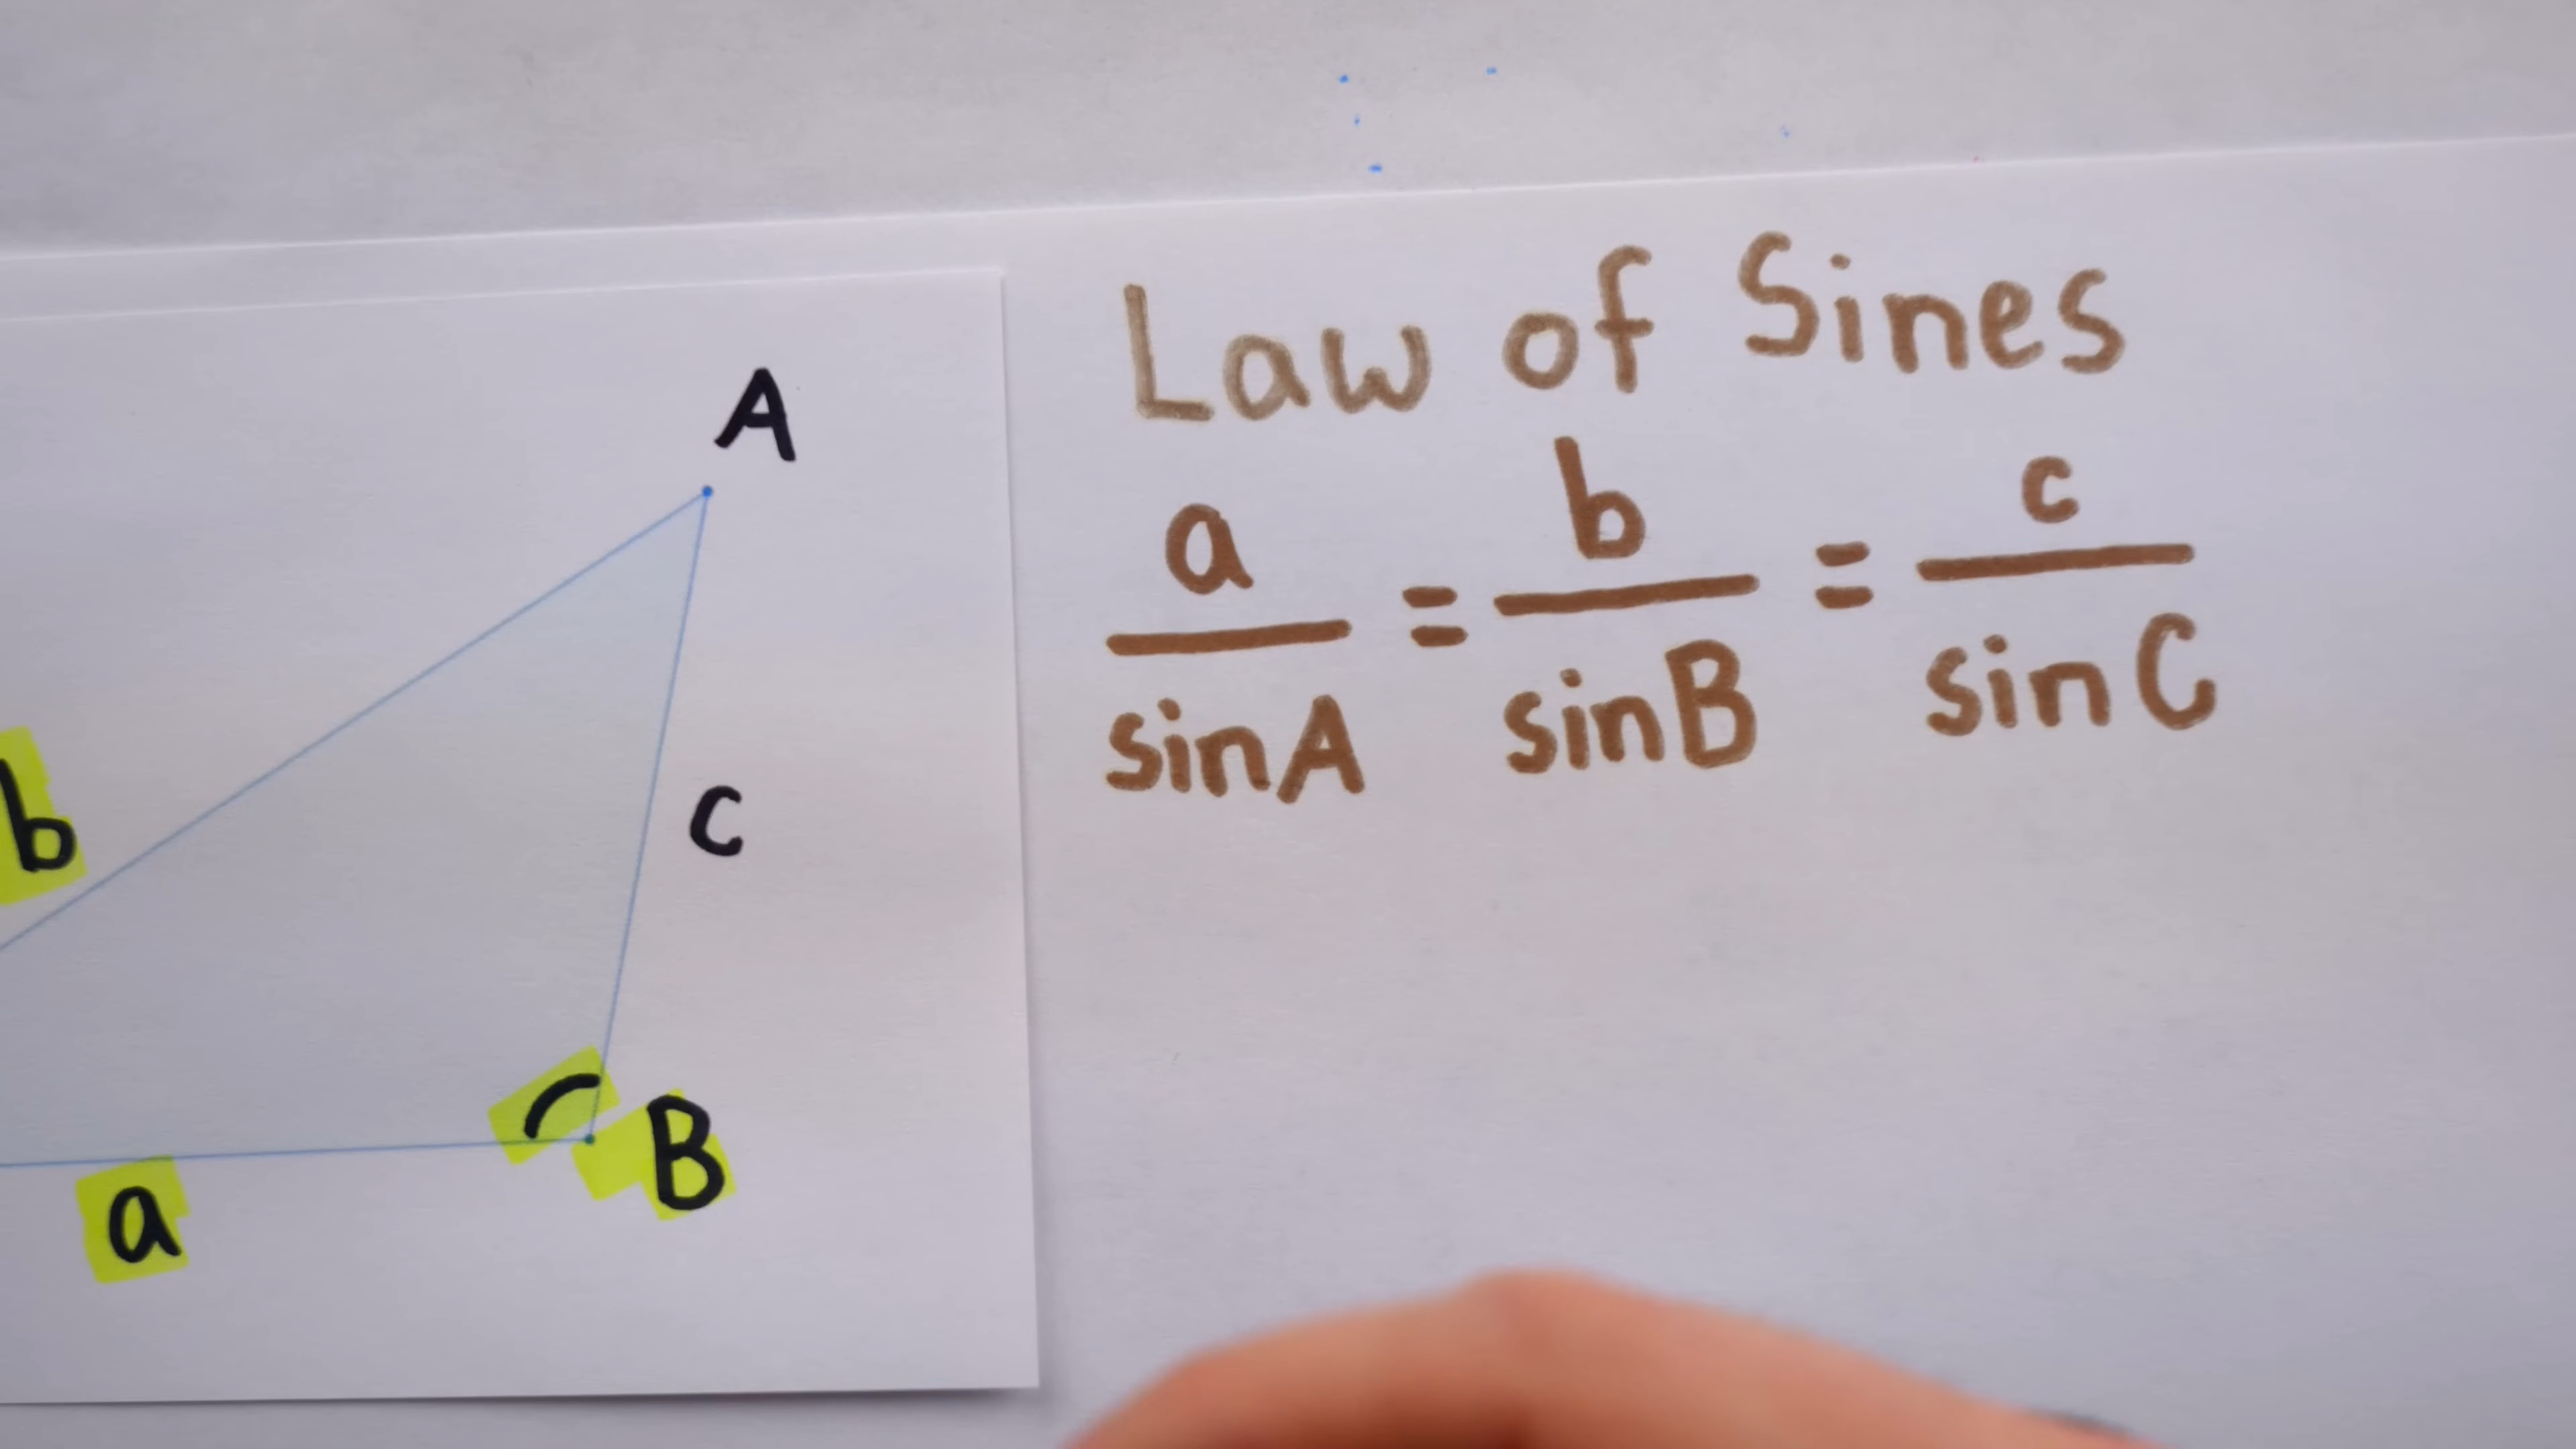 Law of Sines
a/sinA = b/sinB = c/sinC
A
b
c
B
a